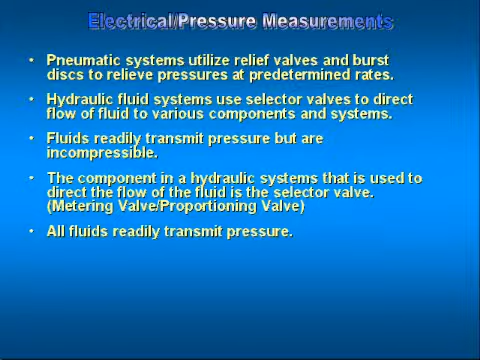 Electrical/Pressure Measurements
• Pneumatic systems utilize relief valves and burst
discs to relieve pressures at predetermined rates.
• Hydraulic fluid systems use selector valves to direct
flow of fluid to various components and systems.
• Fluids readily transmit pressure but are
incompressible.
• The component in a hydraulic systems that is used to
direct the flow of the fluid is the selector valve.
(Metering Valve/Proportioning Valve)
• All fluids readily transmit pressure.